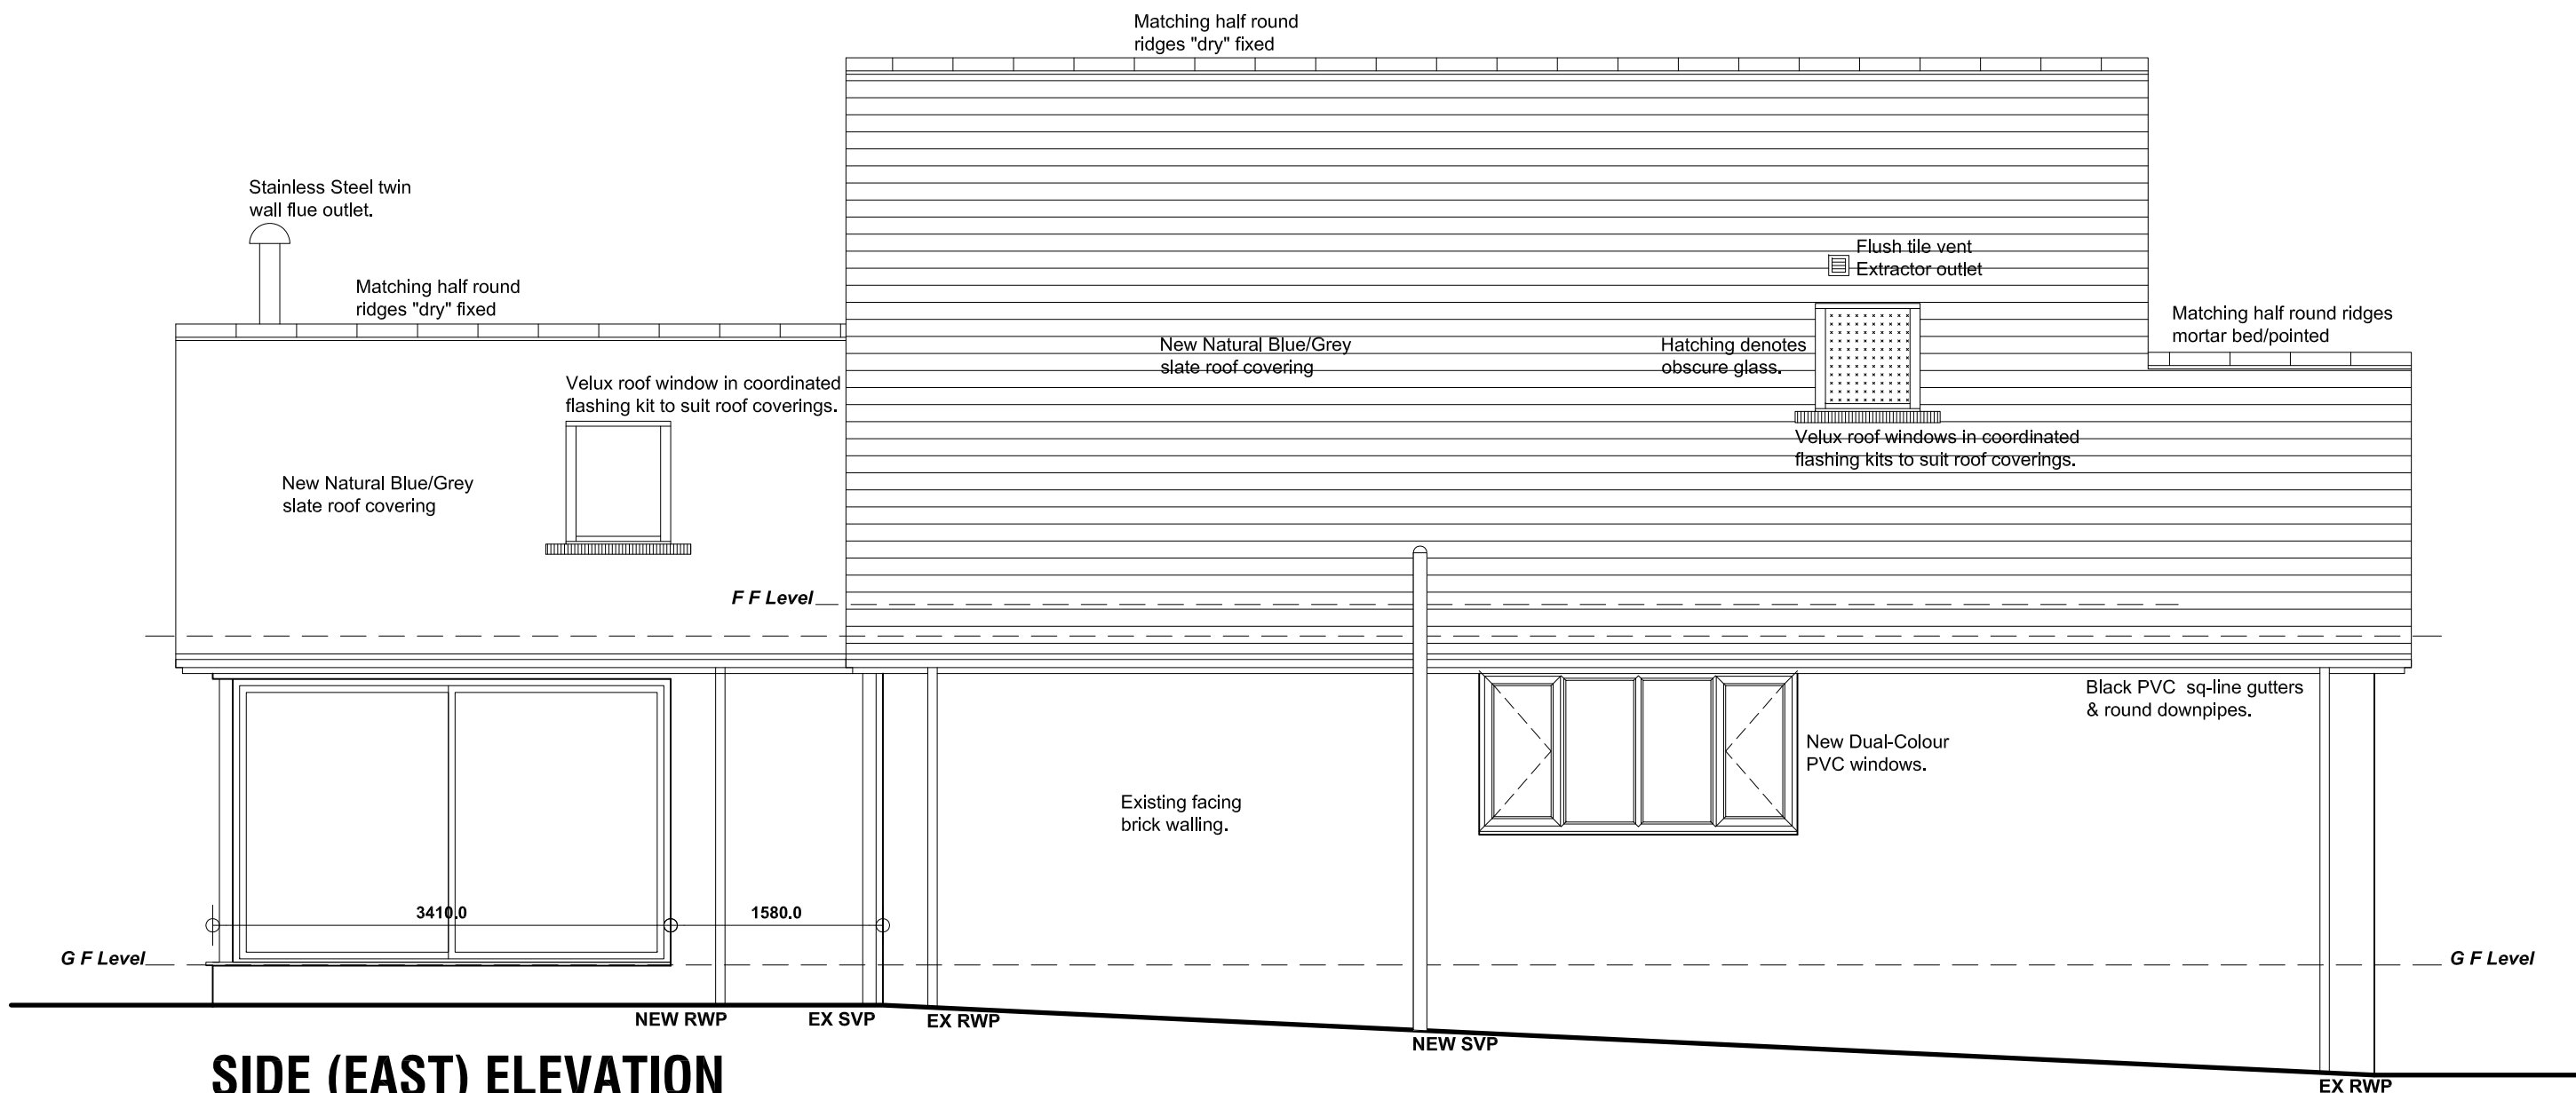 Matching half round
ridges "dry" fixed
Stainless Steel twin
wall flue outlet.
Flush tile vent
Extractor outlet
Matching half round
ridges "dry" fixed
Matching half round ridges
mortar bed/pointed
New Natural Blue/Grey
slate roof covering
Hatching denotes
obscure glass.
Velux roof window in coordinated
flashing kit to suit roof coverings.
Velux roof windows in coordinated
flashing kits to suit roof coverings.
New Natural Blue/Grey
slate roof covering
F F Level
Black PVC sq-line gutters
& round downpipes.
New Dual-Colour
PVC windows.
Existing facing
brick walling.
3410.0
1580.0
G F Level
G F Level
NEW RWP
EX SVP
EX RWP
NEW SVP
EX RWP
SIDE (EAST) ELEVATION